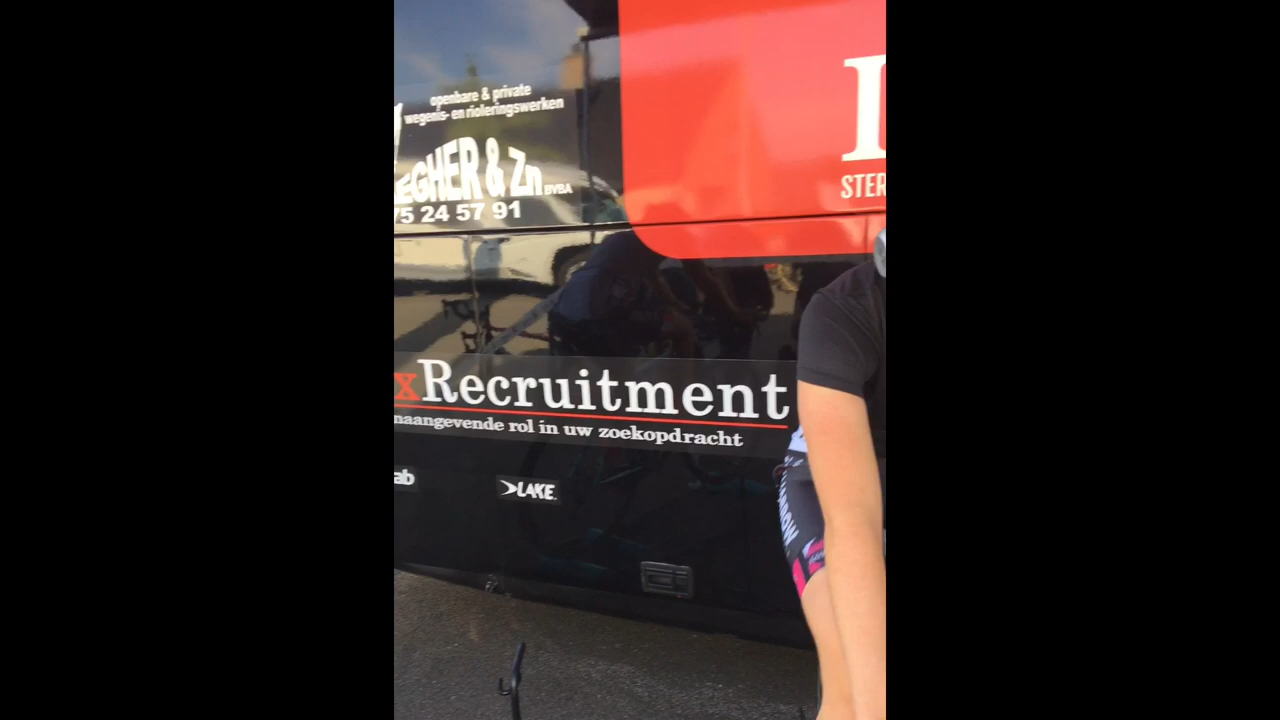 openbare & private
wegenis- en rioleringswerken
EGHER & Zn BVBA
75 24 57 91
STER
xRecruitment
naangevende rol in uw zoekopdracht
ab
LAKE